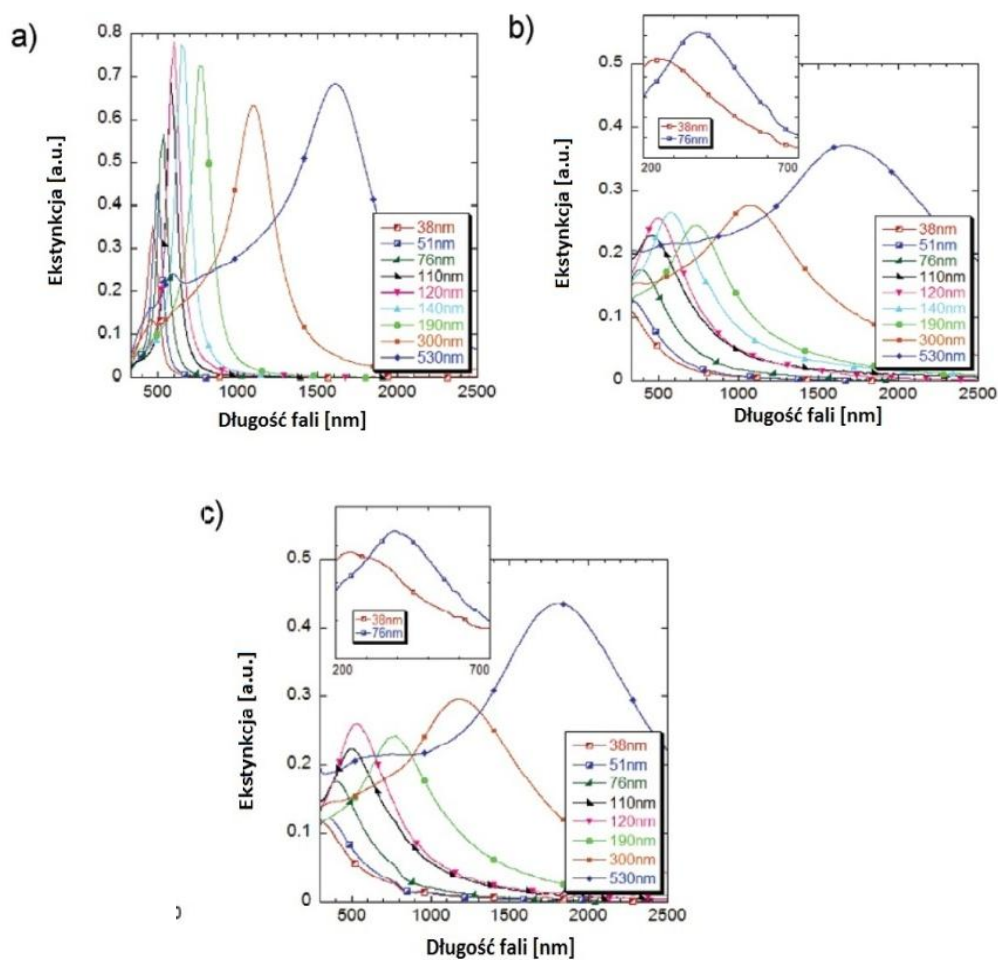 a)
0.8
0.7
0.6
0.5
0.4
0.3
0.2
0.1
0
Ekstynkcja [a.u.]
38nm
51nm
76nm
110nm
120nm
140nm
190nm
300nm
530nm
500 1000 1500 2000 2500
Długość fali [nm]
b)
38nm
76nm
200 700
0.5
0.4
0.3
0.2
0.1
0
Ekstynkcja [a.u.]
38nm
51nm
76nm
110nm
120nm
140nm
190nm
300nm
530nm
500 1000 1500 2000 2500
Długość fali [nm]
c)
38nm
76nm
200 700
0.5
0.4
0.3
0.2
0.1
0
Ekstynkcja [a.u.]
38nm
51nm
76nm
110nm
120nm
190nm
300nm
530nm
500 1000 1500 2000 2500
Długość fali [nm]